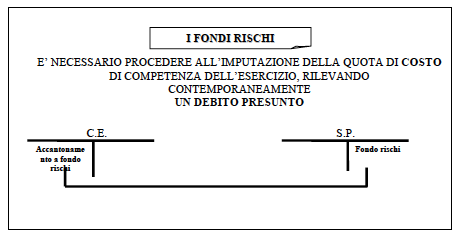 I FONDI RISCHI
E' NECESSARIO PROCEDERE ALL'IMPUTAZIONE DELLA QUOTA DI COSTO
DI COMPETENZA DELL'ESERCIZIO, RILEVANDO
CONTEMPORANEAMENTE
UN DEBITO PRESUNTO
C.E.
Accantoname
nto a fondo
rischi
S.P.
Fondo rischi